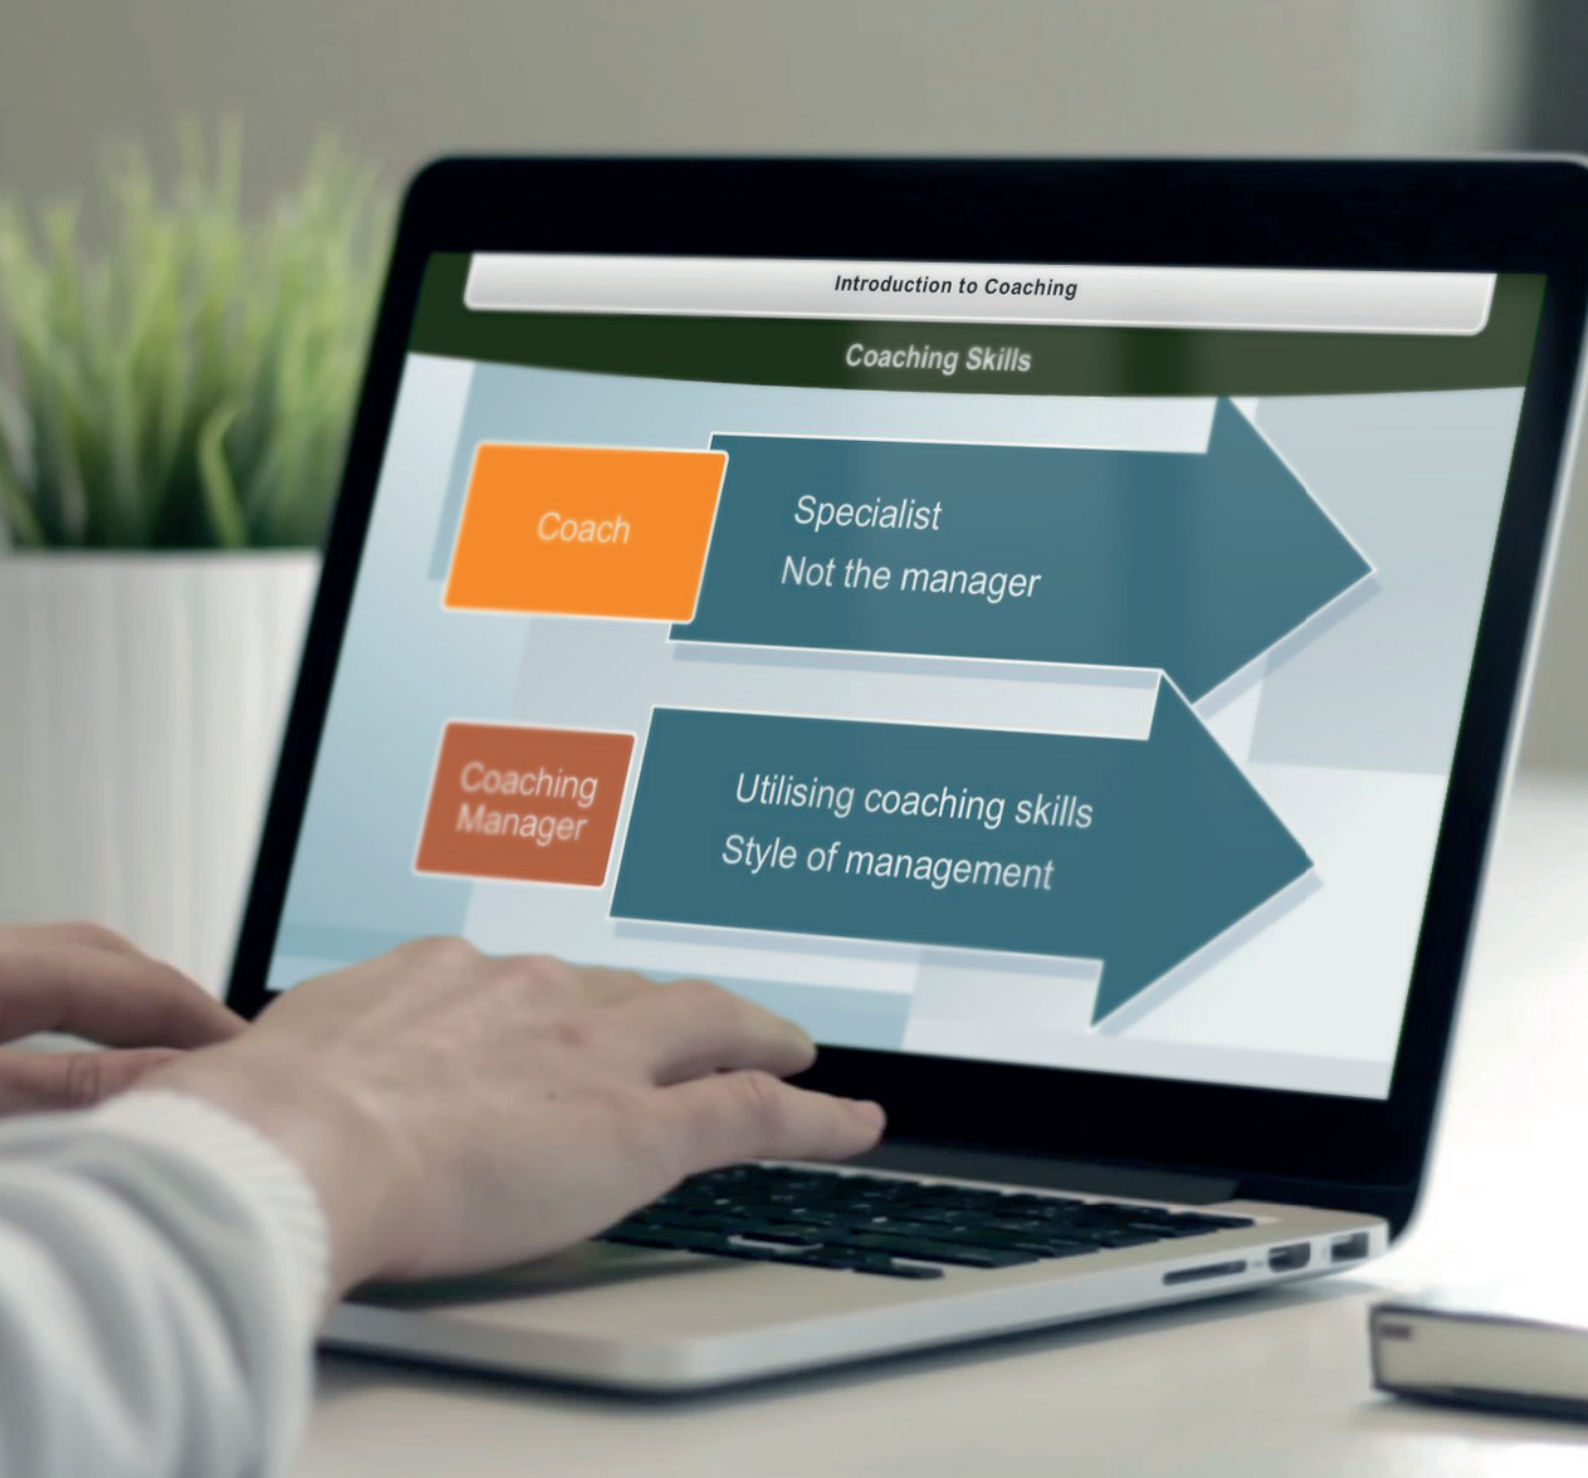 Introduction to Coaching
Coaching Skills
Coach
Specialist
Not the manager
Coaching
Manager
Utilising coaching skills
Style of management